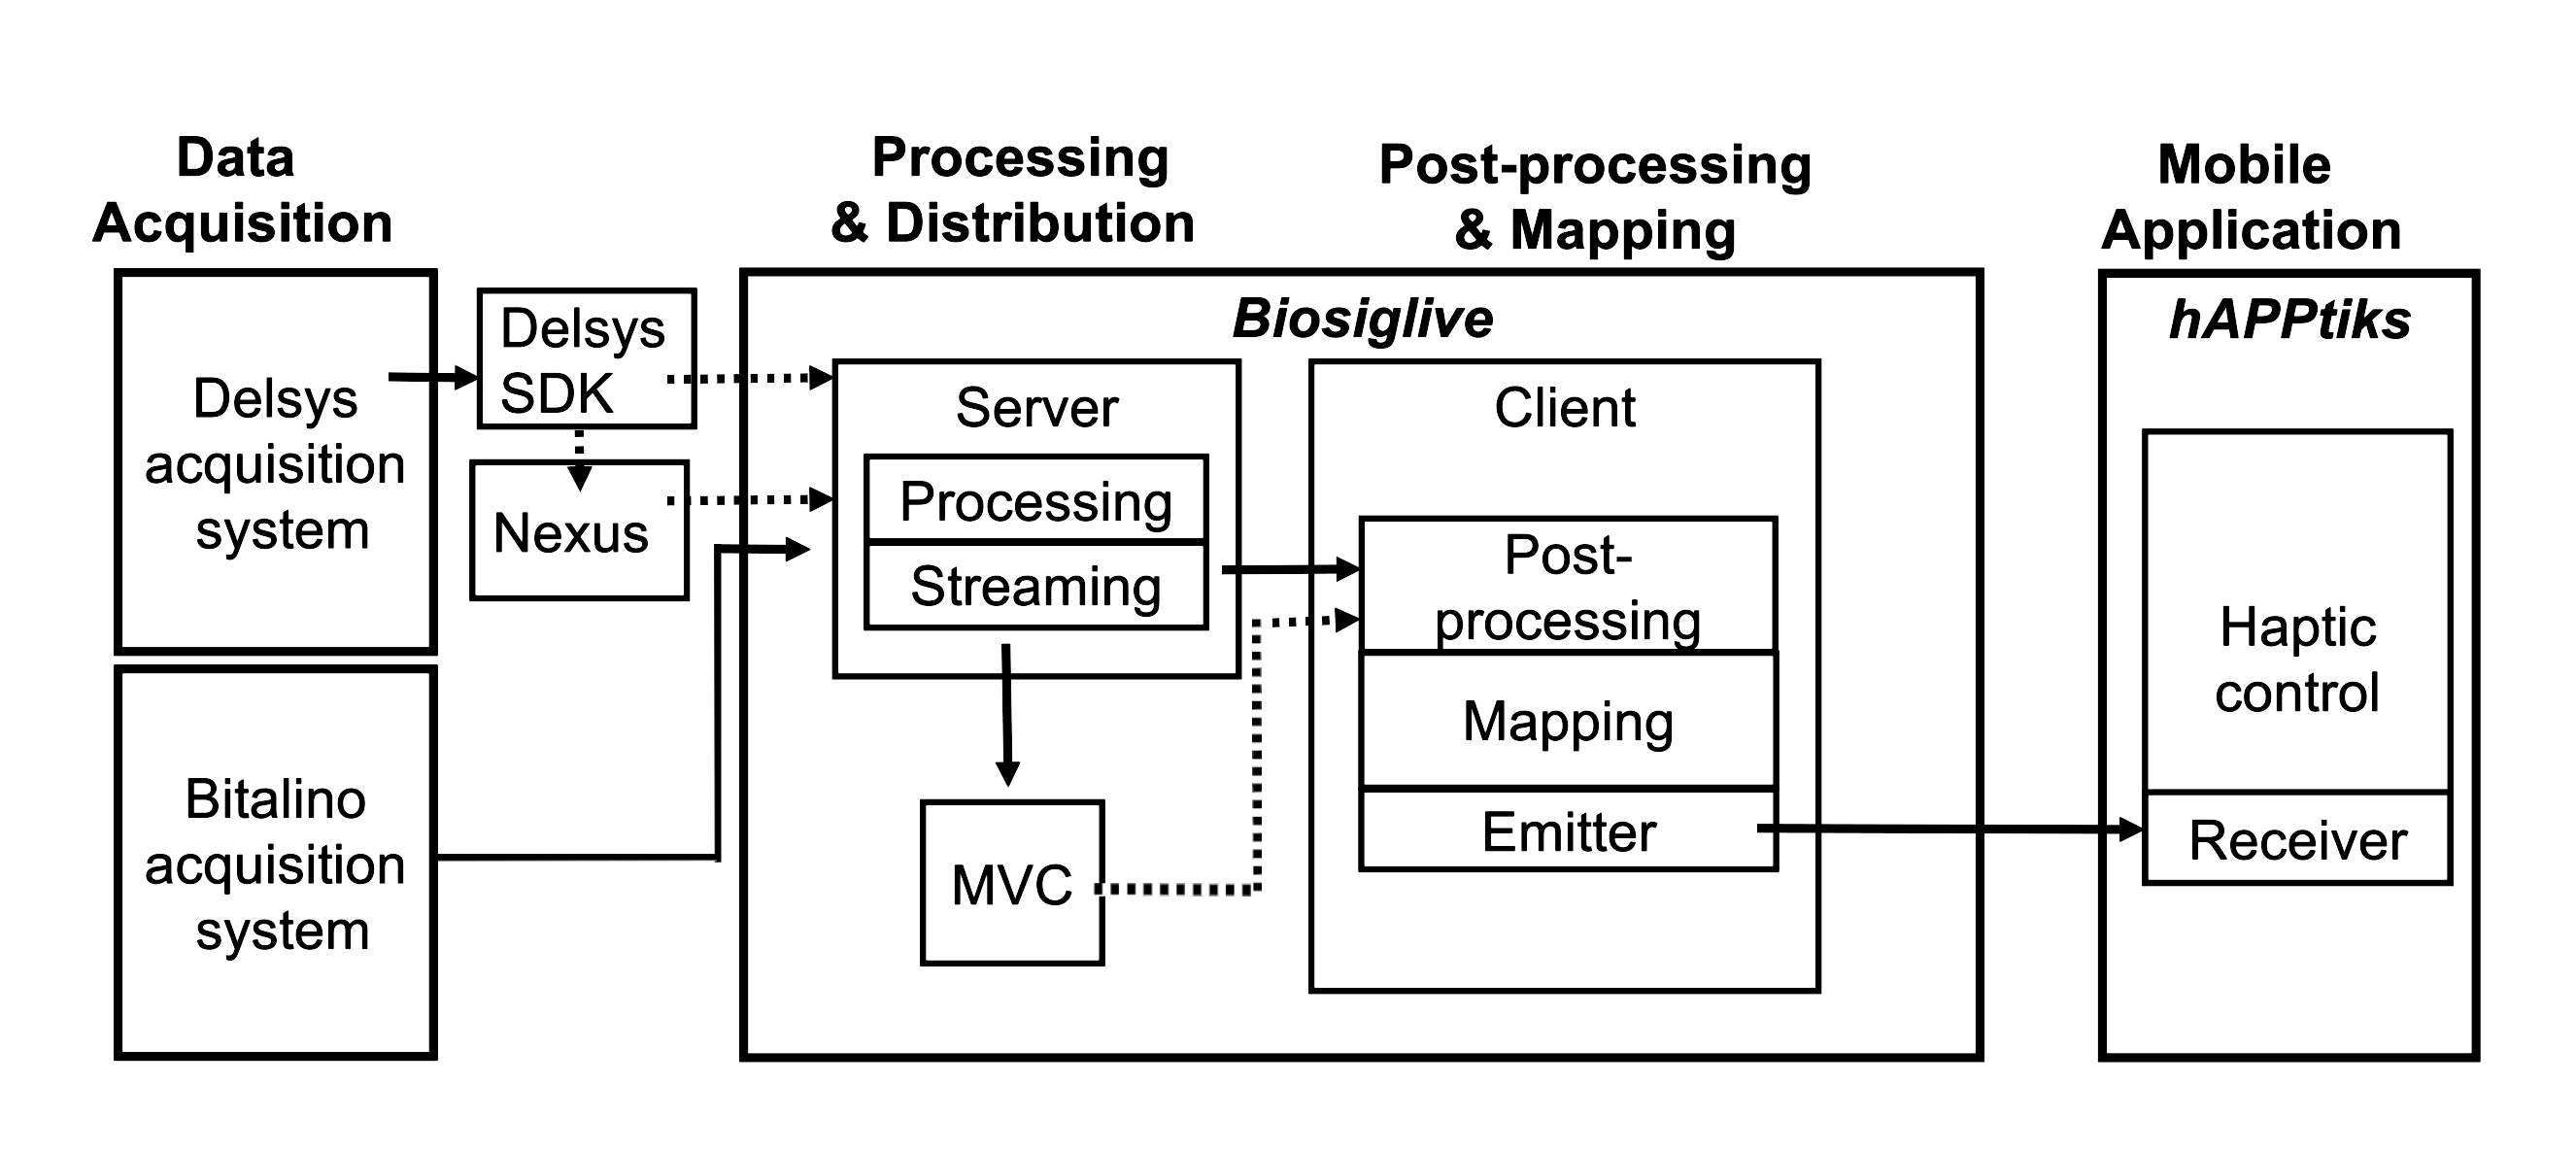 Data
Acquisition
Processing
& Distribution
Post-processing
& Mapping
Mobile
Application
Delsys
acquisition
system
Bitalino
acquisition
system
Delsys
SDK
Nexus
Biosiglive
Server
Processing
Streaming
MVC
Client
Post-
processing
Mapping
Emitter
hAPPtiks
Haptic
control
Receiver